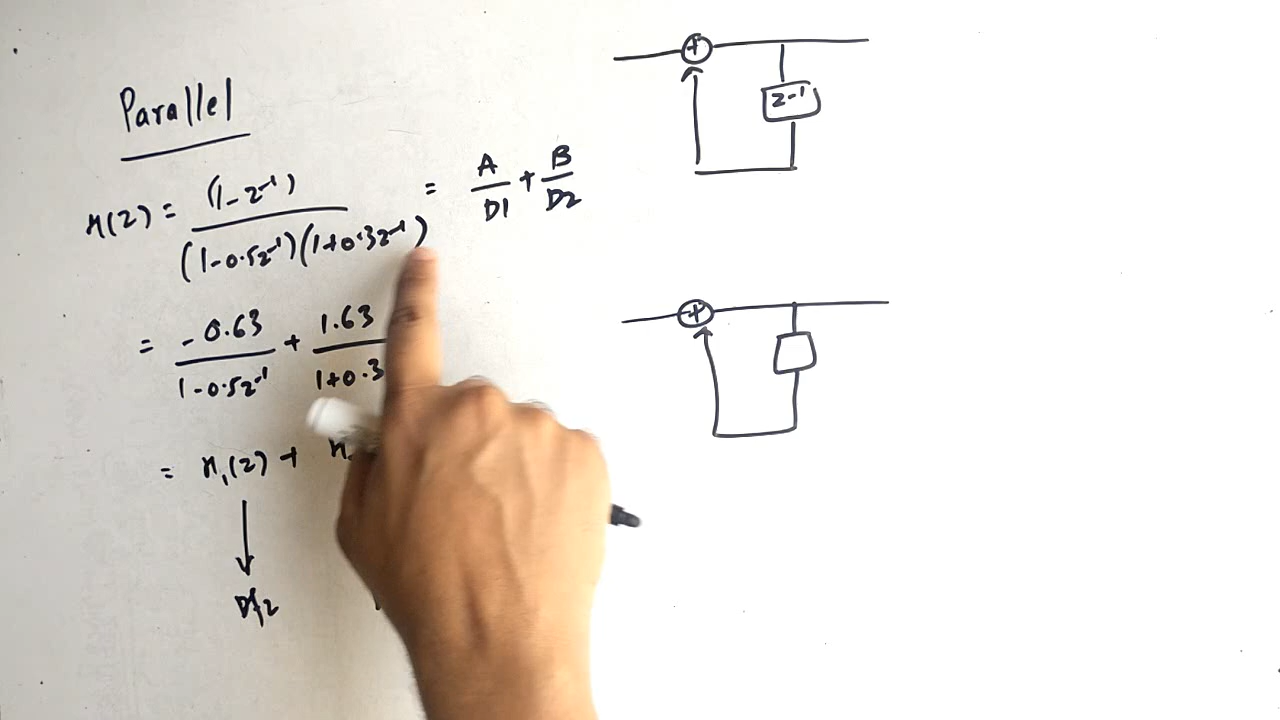 Parallel
H(z) = (1-z⁻¹) / (1-0.5z⁻¹)(1+0.3z⁻¹) = A/D1 + B/D2
= -0.63/1-0.5z⁻¹ + 1.63/1+0.3
= H₁(z) + H
Df2
+
z-1
+